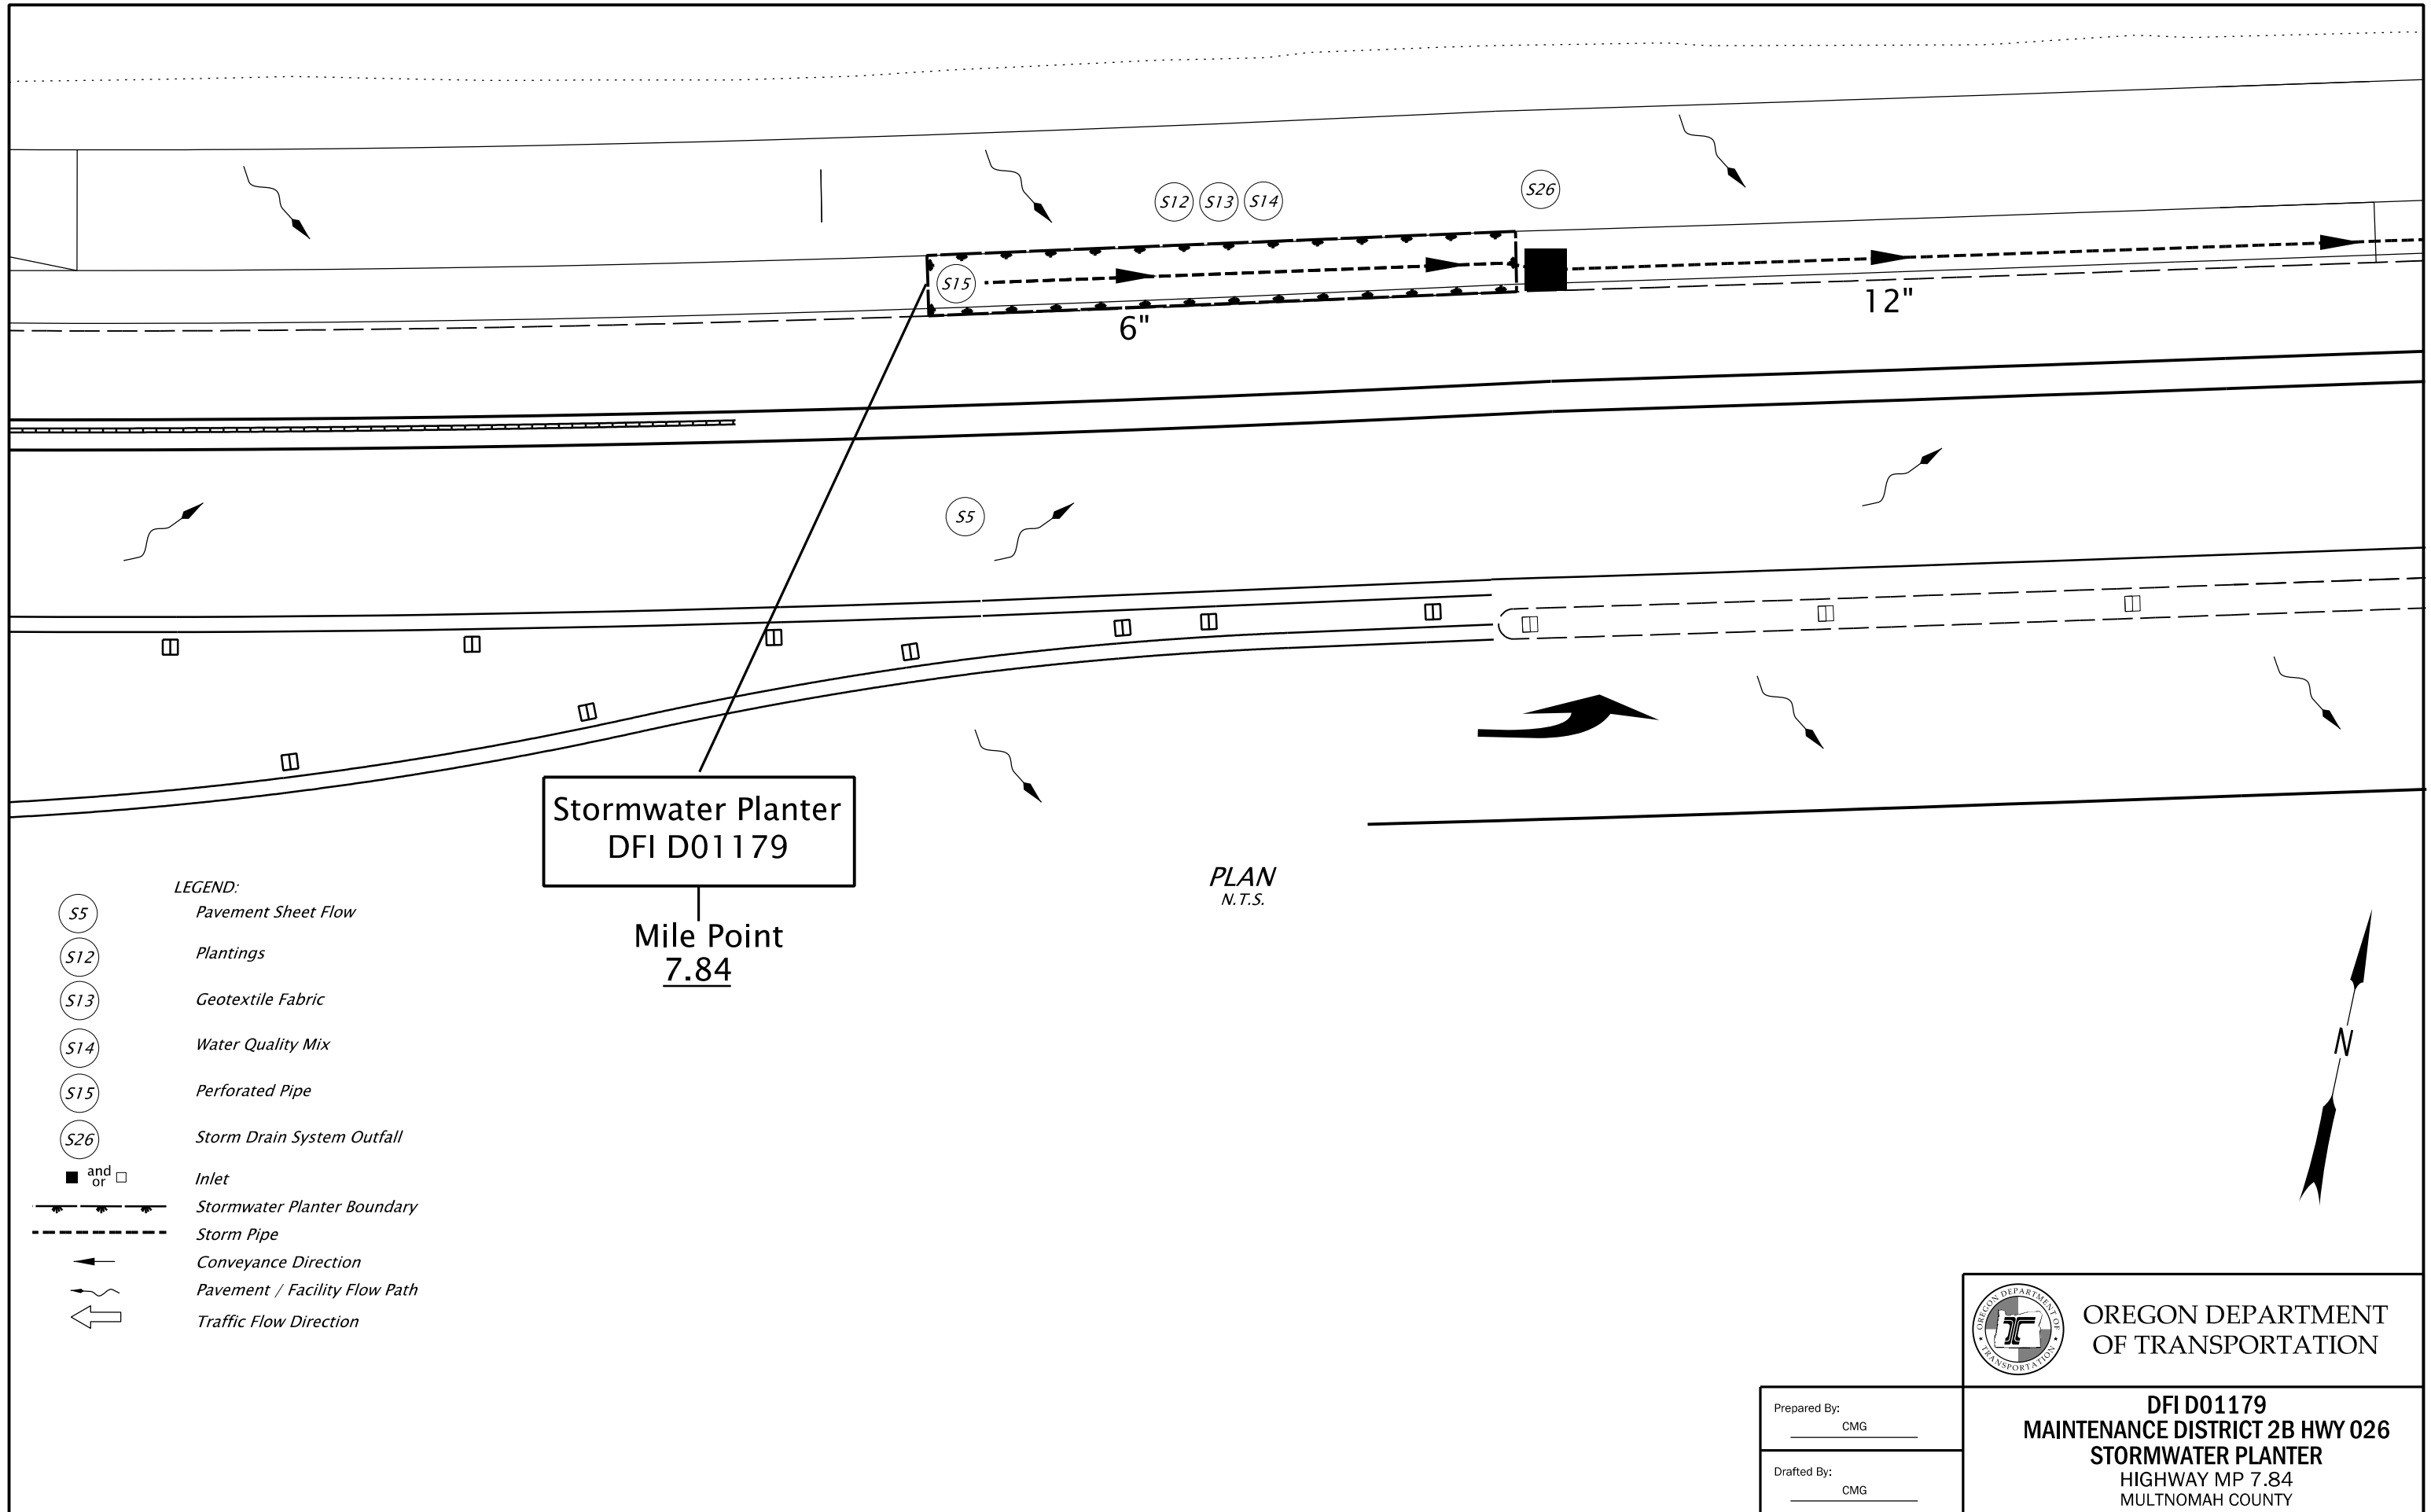 S12 S13 S14
S26
S15
6"
12"
S5
Stormwater Planter
DFI D01179
Mile Point
7.84
PLAN
N.T.S.
LEGEND:
S5 Pavement Sheet Flow
S12 Plantings
S13 Geotextile Fabric
S14 Water Quality Mix
S15 Perforated Pipe
S26 Storm Drain System Outfall
and
or
Inlet
Stormwater Planter Boundary
Storm Pipe
Conveyance Direction
Pavement / Facility Flow Path
Traffic Flow Direction
N
OREGON DEPARTMENT OF TRANSPORTATION
OREGON DEPARTMENT
OF TRANSPORTATION
Prepared By:
CMG
Drafted By:
CMG
DFI D01179
MAINTENANCE DISTRICT 2B HWY 026
STORMWATER PLANTER
HIGHWAY MP 7.84
MULTNOMAH COUNTY